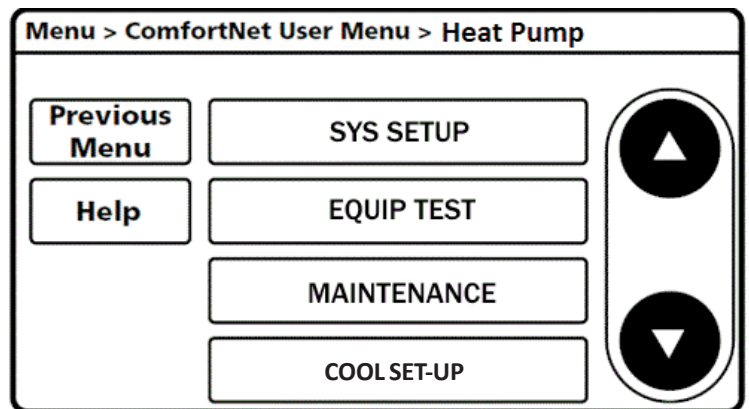 Menu > ComfortNet User Menu > Heat Pump
Previous
Menu
SYS SETUP
Help
EQUIP TEST
MAINTENANCE
COOL SET-UP